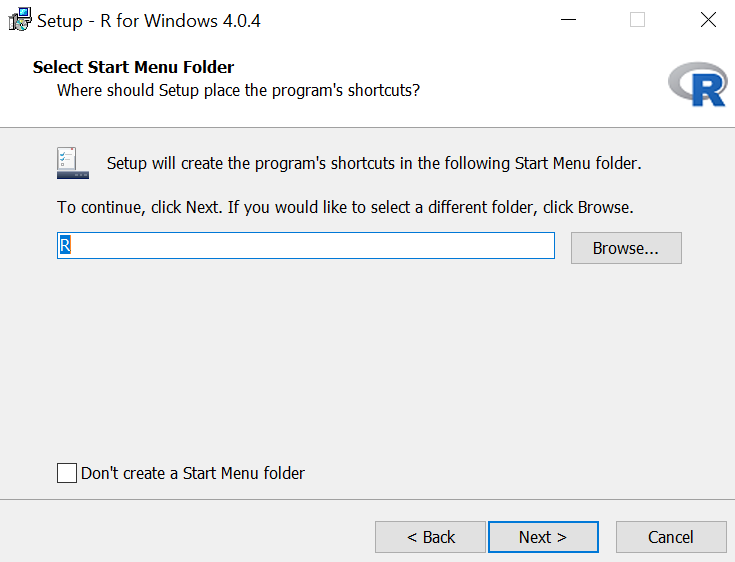 Setup - R for Windows 4.0.4
Select Start Menu Folder
Where should Setup place the program's shortcuts?
R
Setup will create the program's shortcuts in the following Start Menu folder.
To continue, click Next. If you would like to select a different folder, click Browse.
R
Browse...
Don't create a Start Menu folder
< Back
Next >
Cancel